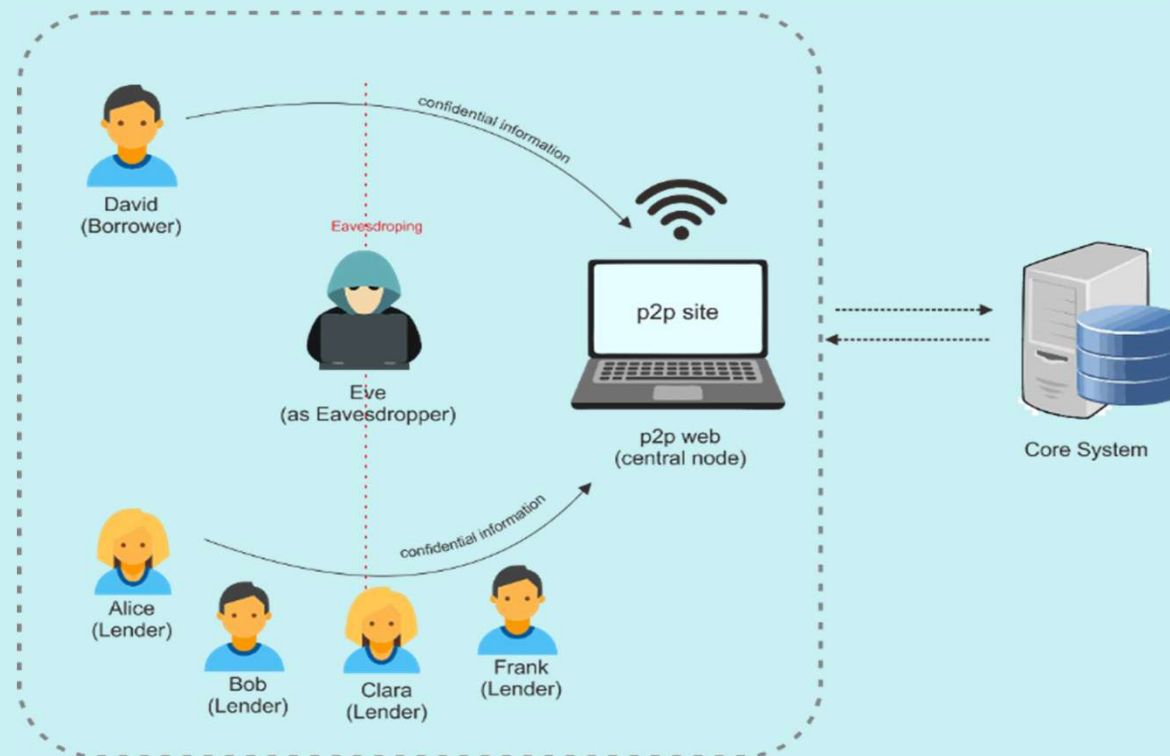 confidential information
David
(Borrower)
Eavesdroping
p2p site
Eve
(as Eavesdropper)
p2p web
(central node)
Core System
confidential information
Alice
(Lender)
Bob
(Lender)
Clara
(Lender)
Frank
(Lender)